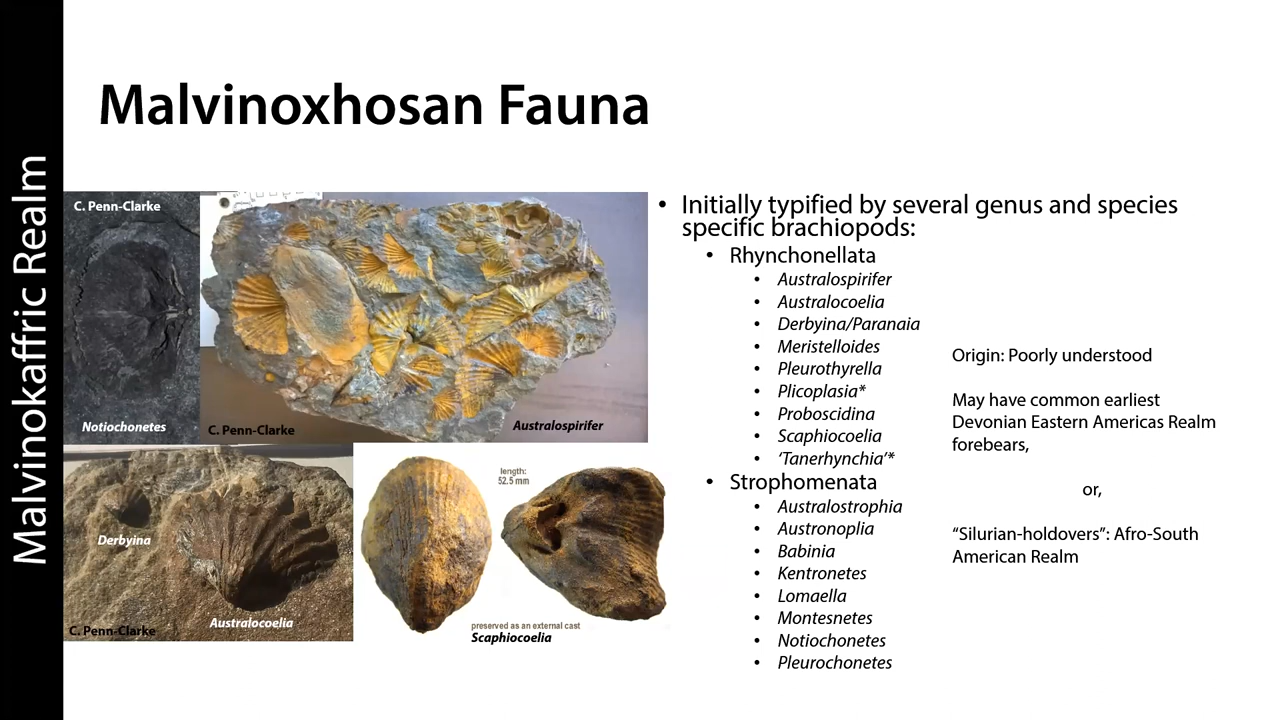 Malvinokaffric Realm
Malvinoxhosan Fauna
C. Penn-Clarke
Notiochonetes
C. Penn-Clarke
Australospirifer
Derbyina
Australocoelia
C. Penn-Clarke
length:
52.5 mm
preserved as an external cast
Scaphiocoelia
• Initially typified by several genus and species
specific brachiopods:
• Rhynchonellata
• Australospirifer
• Australocoelia
• Derbyina/Paranaia
• Meristelloides
• Pleurothyrella
• Plicoplasia*
• Proboscidina
• Scaphiocoelia
• ‘Tanerhynchia’*
• Strophomenata
• Australostrophia
• Austronoplia
• Babinia
• Kentronetes
• Lomaella
• Montesnetes
• Notiochonetes
• Pleurochonetes
Origin: Poorly understood
May have common earliest
Devonian Eastern Americas Realm
forebears,
or,
“Silurian-holdovers”: Afro-South
American Realm